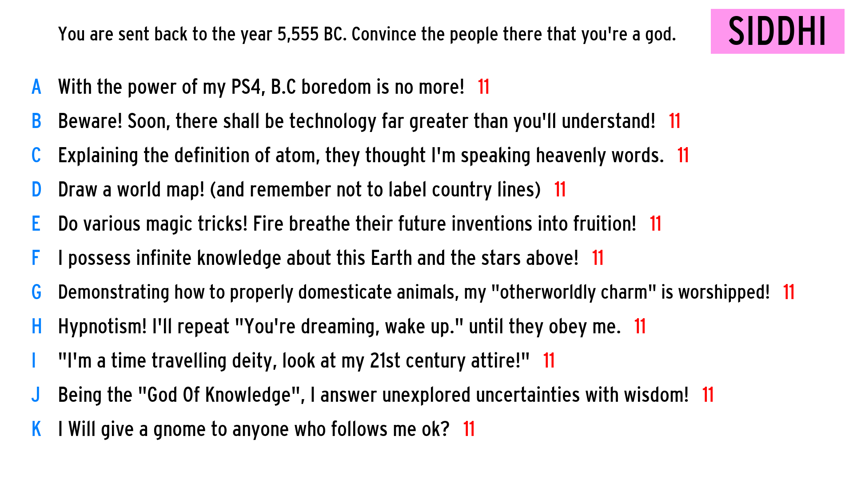 You are sent back to the year 5,555 BC. Convince the people there that you're a god.
SIDDHI
A With the power of my PS4, B.C boredom is no more! 11
B Beware! Soon, there shall be technology far greater than you'll understand! 11
C Explaining the definition of atom, they thought I'm speaking heavenly words. 11
D Draw a world map! (and remember not to label country lines) 11
E Do various magic tricks! Fire breathe their future inventions into fruition! 11
F I possess infinite knowledge about this Earth and the stars above! 11
G Demonstrating how to properly domesticate animals, my "otherworldly charm" is worshipped! 11
H Hypnotism! I'll repeat "You're dreaming, wake up." until they obey me. 11
I "I'm a time travelling deity, look at my 21st century attire!" 11
J Being the "God Of Knowledge", I answer unexplored uncertainties with wisdom! 11
K I Will give a gnome to anyone who follows me ok? 11